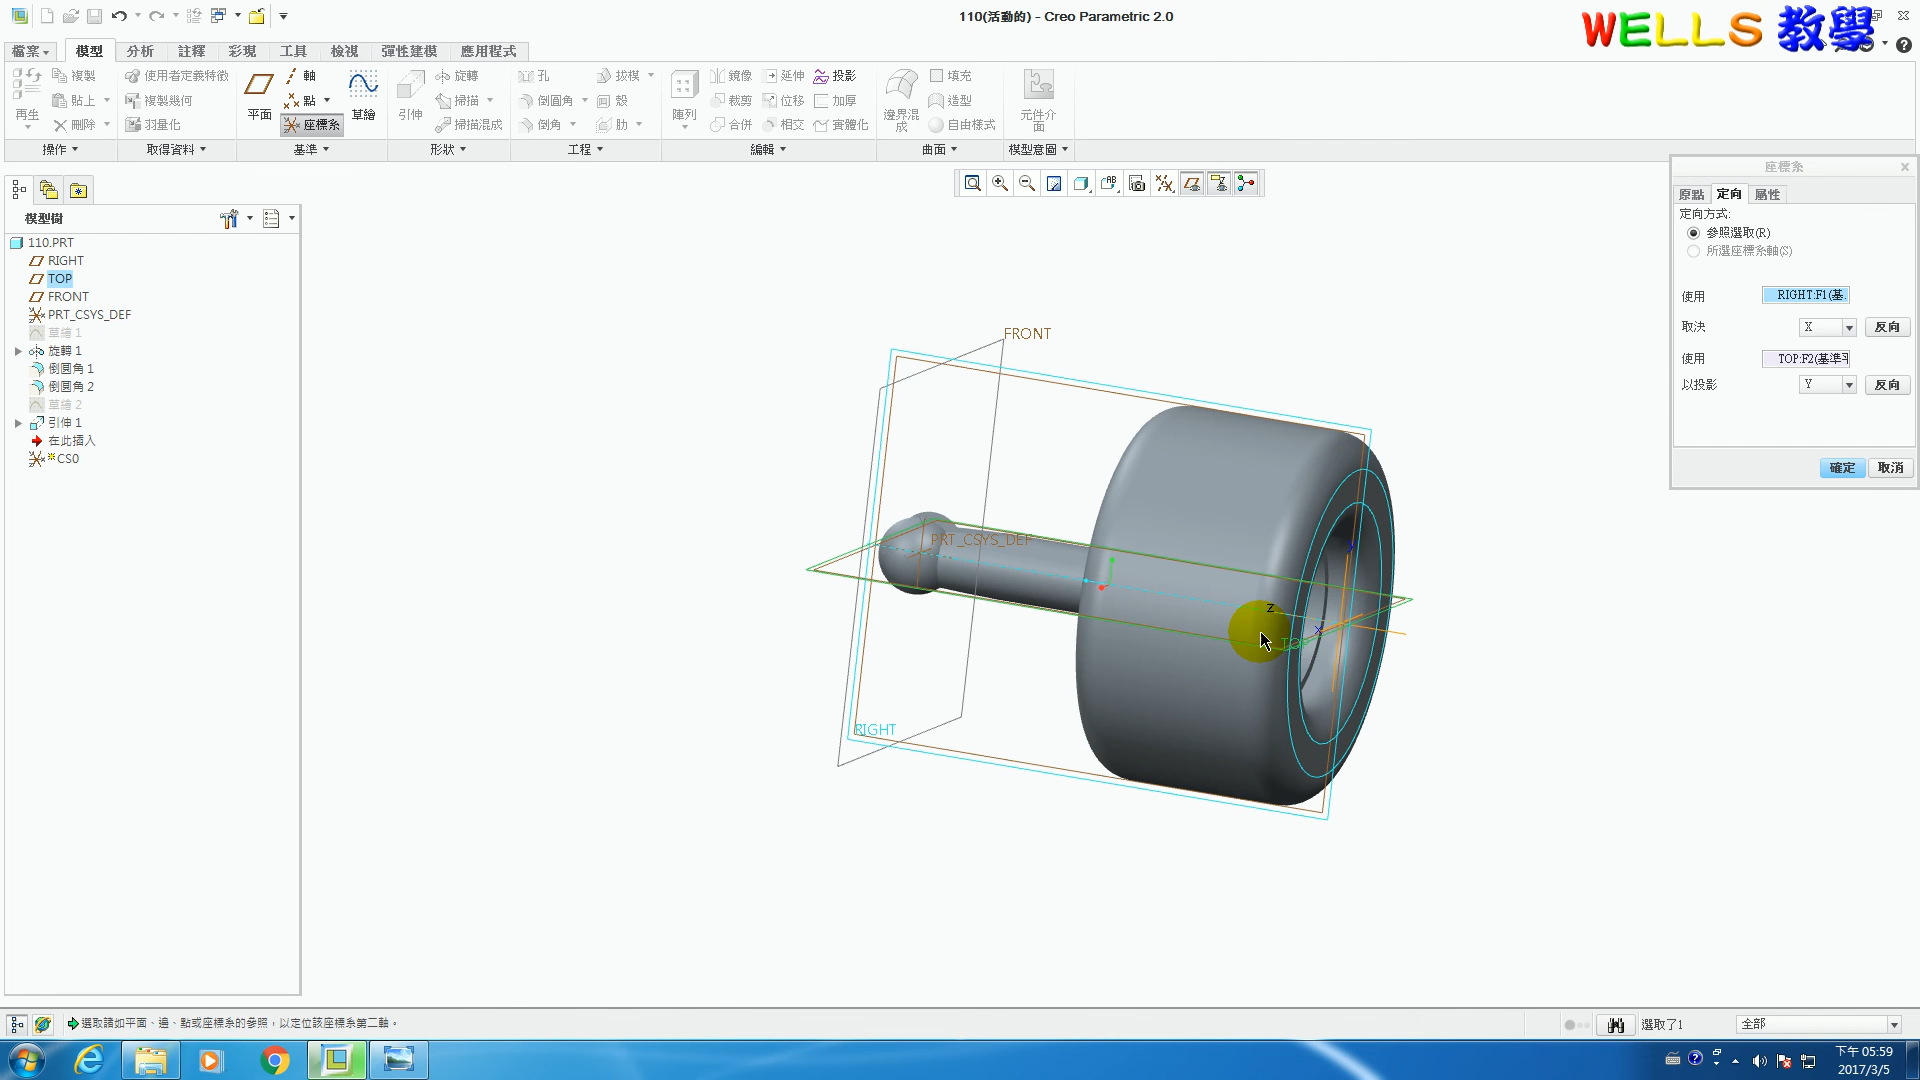 110(活動的) - Creo Parametric 2.0
WELLS 教學
檔案 模型 分析 註釋 彩現 工具 檢視 彈性建模 應用程式
再生 複製 貼上 刪除
使用者定義特徵 複製幾何 羽量化
平面 軸 點 座標系 草繪
引伸 旋轉 掃描 掃描混成
孔 倒圓角 倒角 拔模 殼 肋
陣列 鏡像 裁剪 合併 延伸 位移 相交 投影 加厚 實體化
邊界混成 填充 造型 自由樣式
元件介面
操作 取得資料 基準 形狀 工程 編輯 曲面 模型意圖
模型樹
110.PRT
RIGHT
TOP
FRONT
PRT_CSYS_DEF
草繪 1
旋轉 1
倒圓角 1
倒圓角 2
草繪 2
引伸 1
在此插入
CS0
FRONT
PRT_CSYS_DEF
Y
Z
X
TOP
RIGHT
座標系
原點 定向 屬性
定向方式:
參照選取(R)
所選座標系軸(S)
使用 RIGHT:F1(基
取決 X 反向
使用 TOP:F2(基準平
以投影 Y 反向
確定 取消
選取諸如平面、邊、點或座標系的參照，以定位該座標系第二軸。
選取了1
全部
下午 05:59
2017/3/5